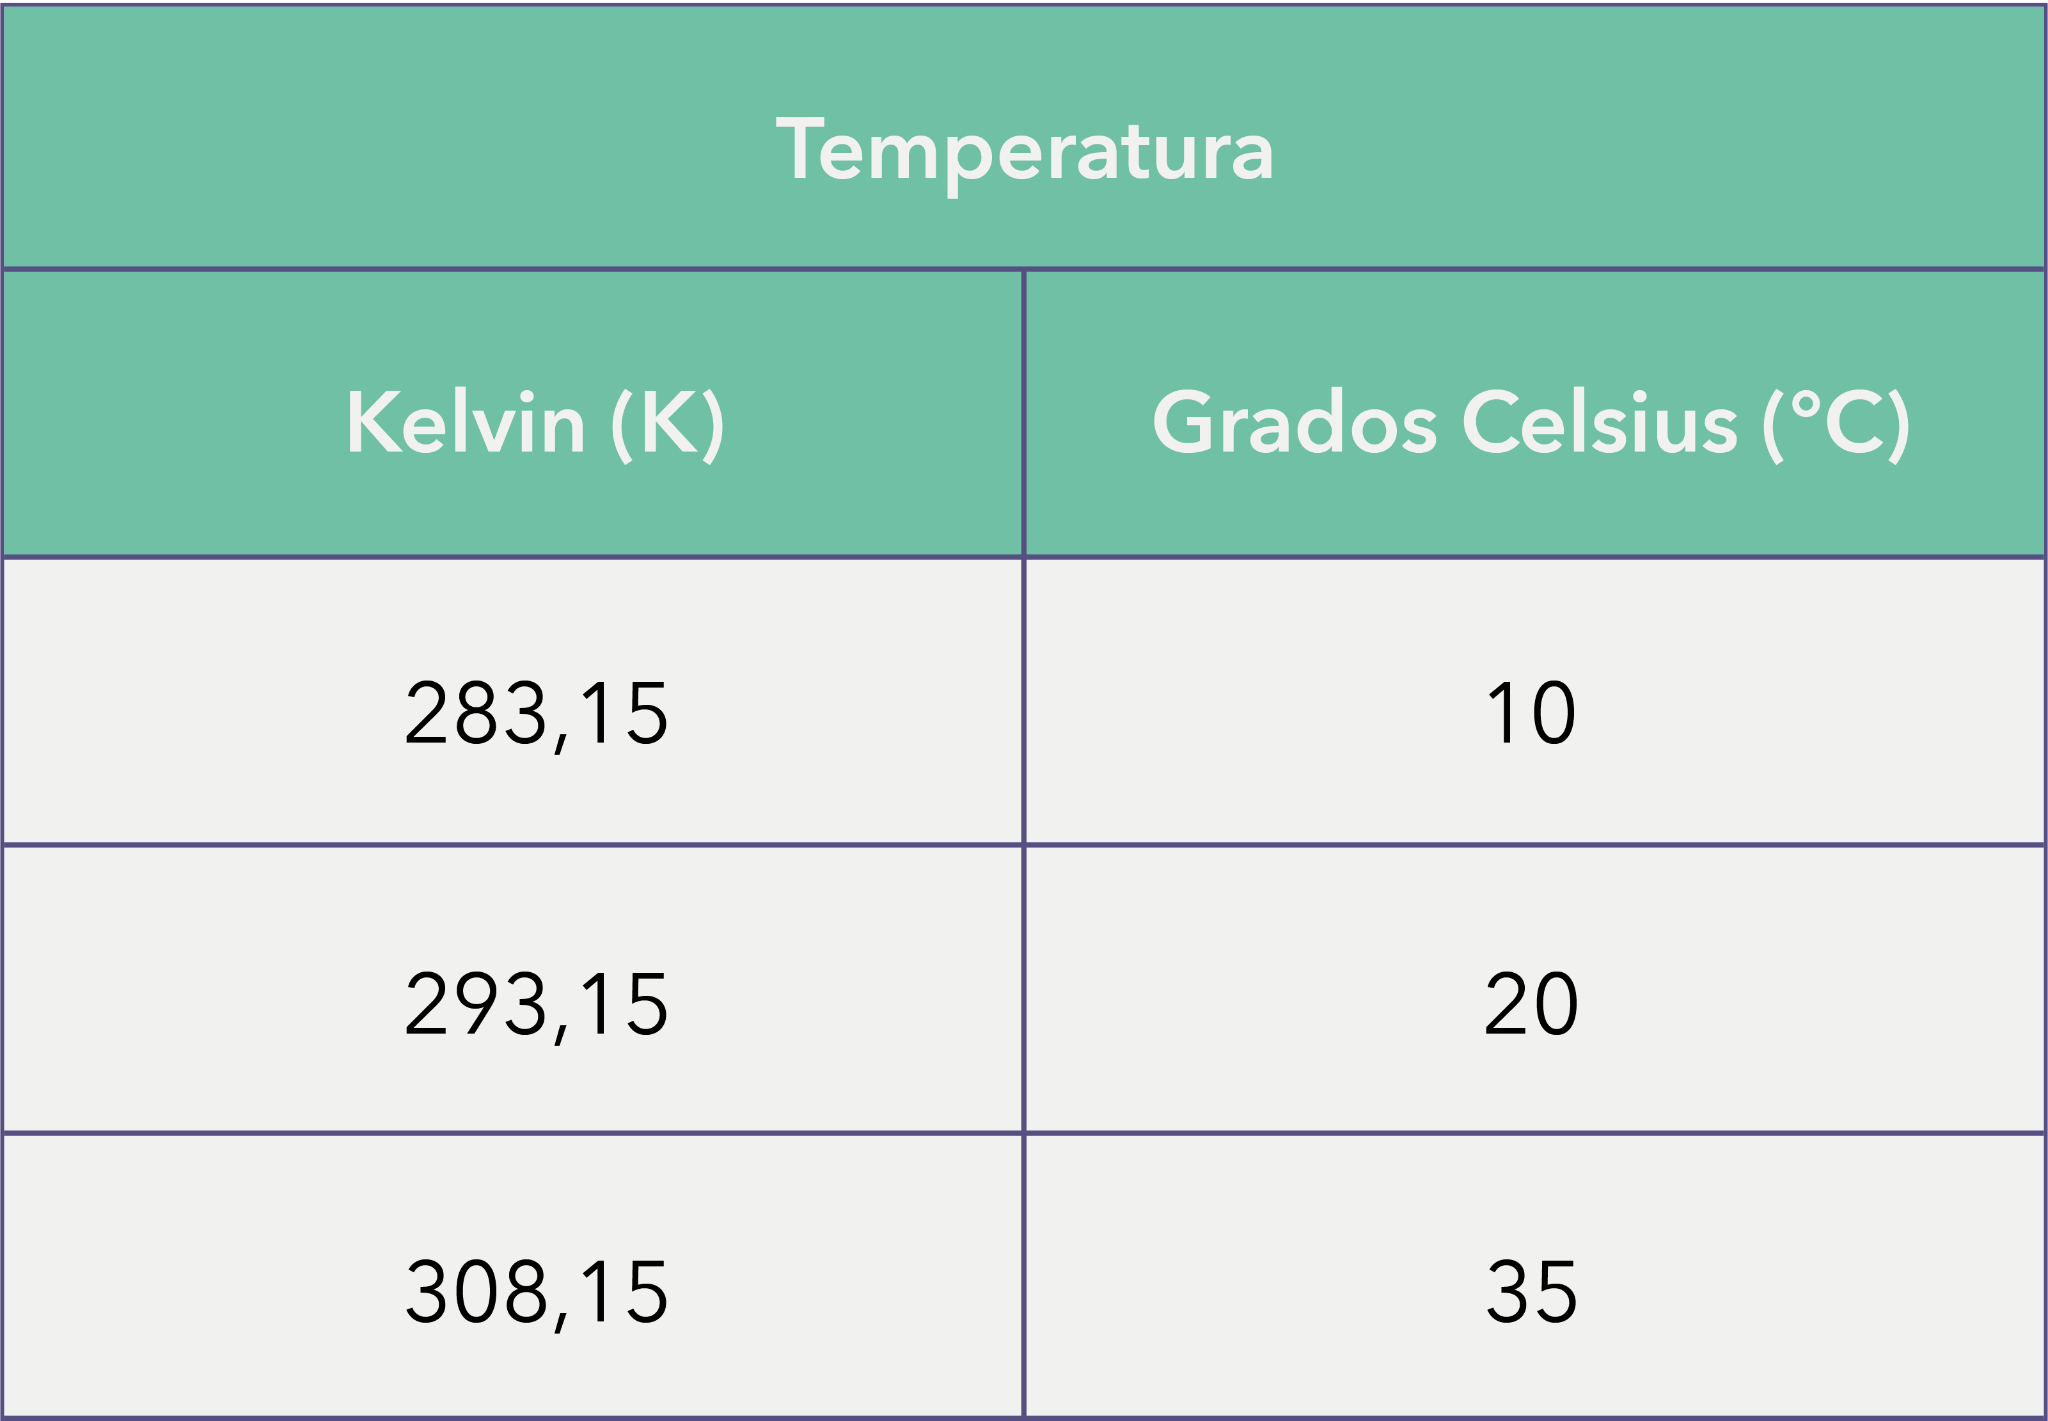 Temperatura
Kelvin (K) Grados Celsius (°C)
283,15 10
293,15 20
308,15 35